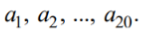 a₁, a₂, ..., a₂₀.